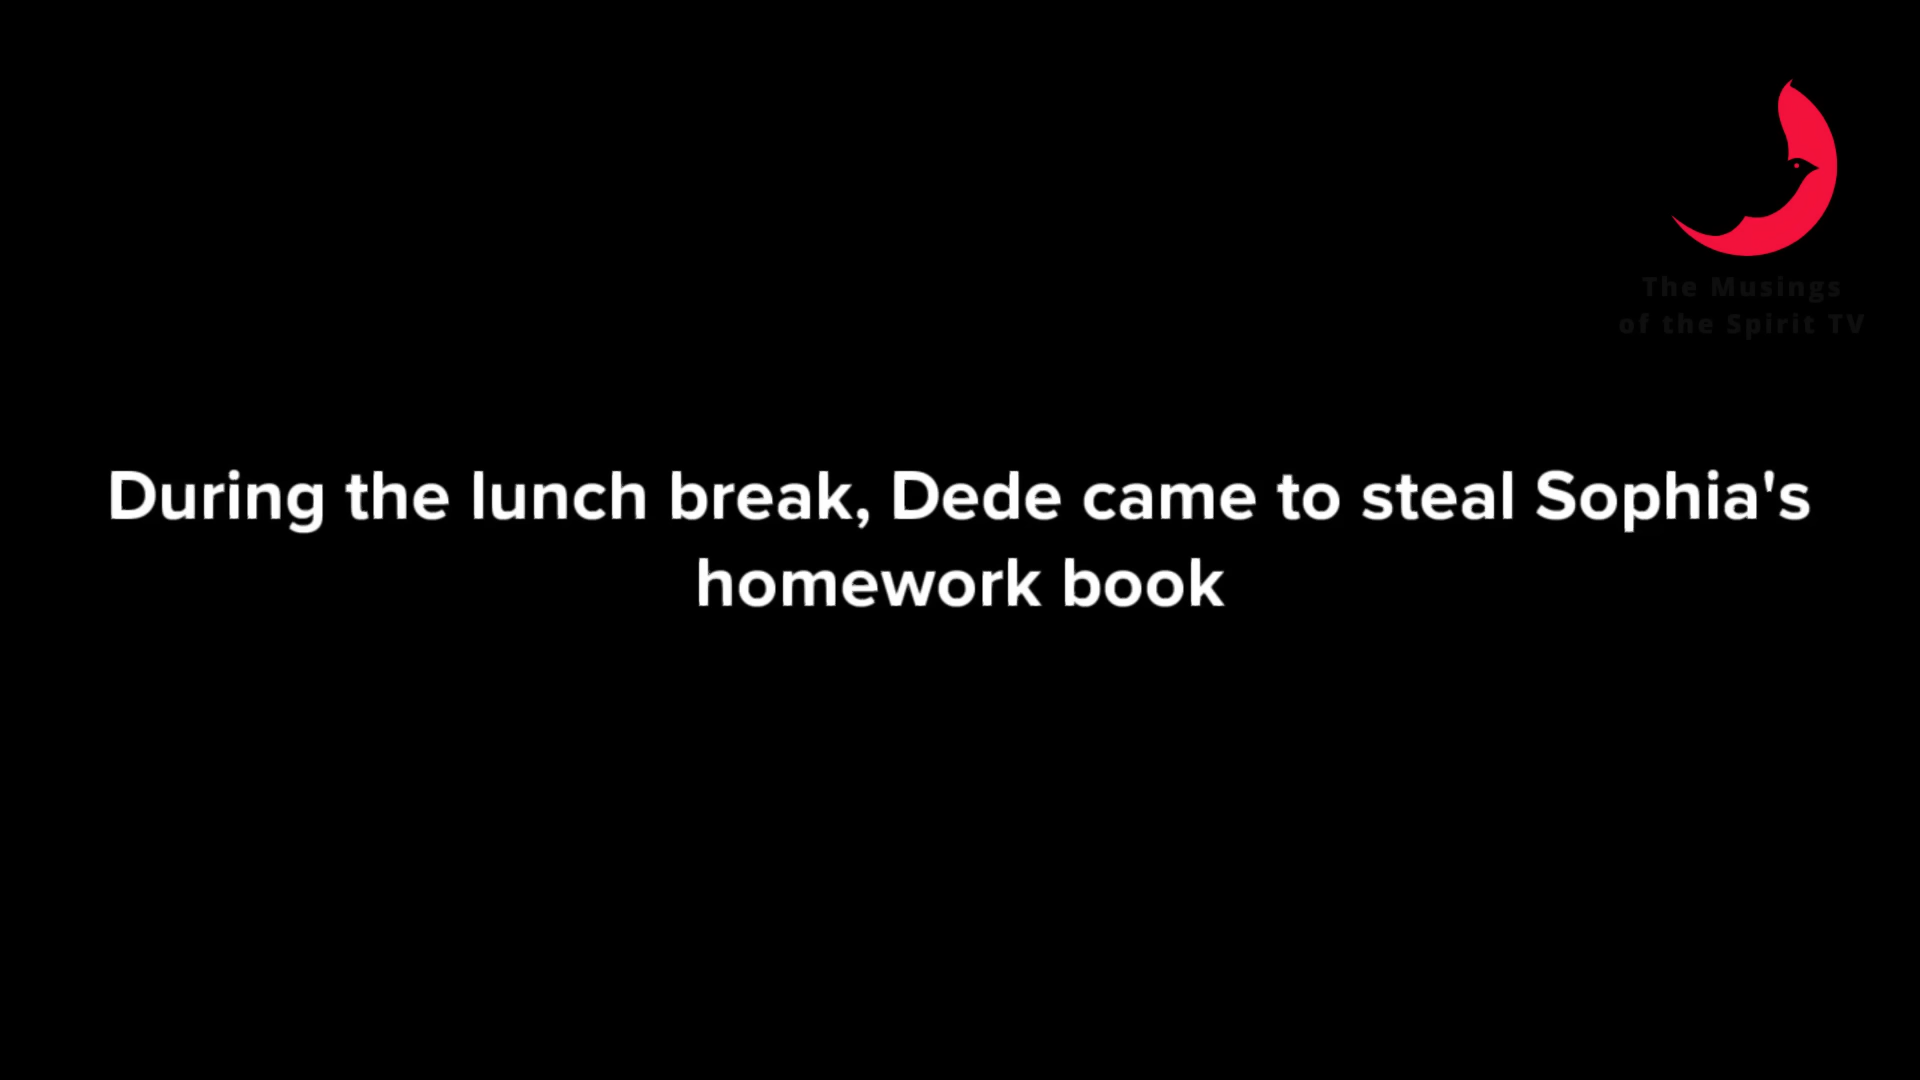 The Musings
of the Spirit TV
During the lunch break, Dede came to steal Sophia's
homework book